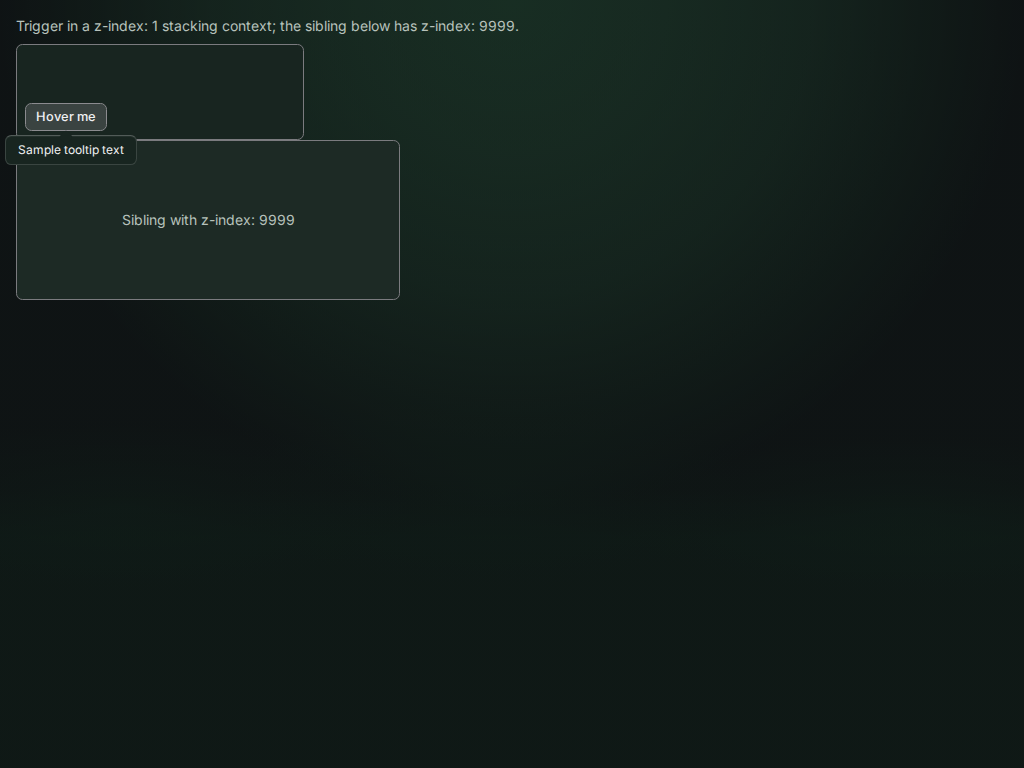 Trigger in a z-index: 1 stacking context; the sibling below has z-index: 9999.
Hover me
Sample tooltip text
Sibling with z-index: 9999